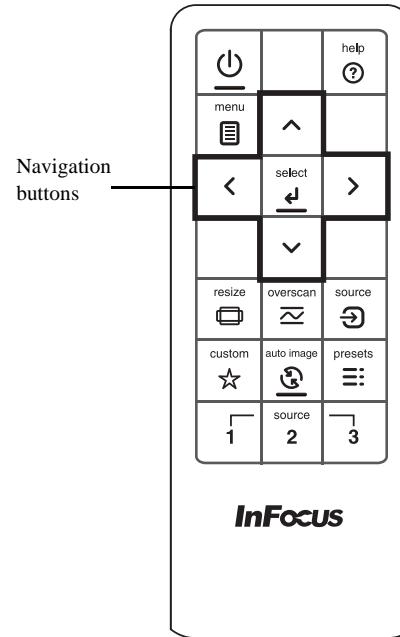 help
?
menu
Navigation
buttons
select
resize
overscan
source
custom
auto image
presets
source
1
2
3
InFocus